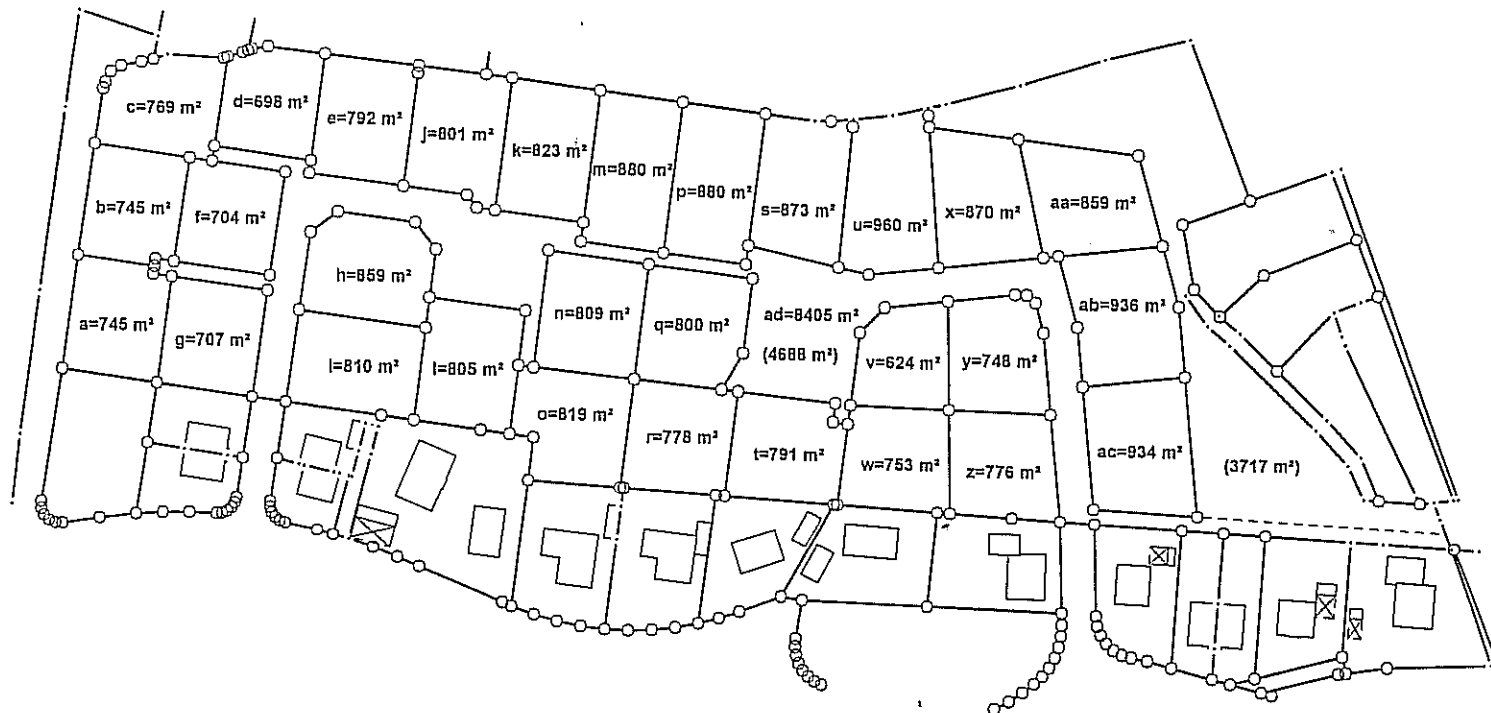 c=769 m²
d=698 m²
e=792 m²
j=801 m²
k=823 m²
m=880 m²
p=880 m²
s=873 m²
u=960 m²
x=870 m²
aa=859 m²
b=745 m²
f=704 m²
h=859 m²
n=809 m²
q=800 m²
ad=8405 m²
(4688 m²)
ab=936 m²
a=745 m²
g=707 m²
i=810 m²
l=805 m²
v=624 m²
y=748 m²
o=819 m²
r=778 m²
t=791 m²
w=753 m²
z=776 m²
ac=934 m²
(3717 m²)